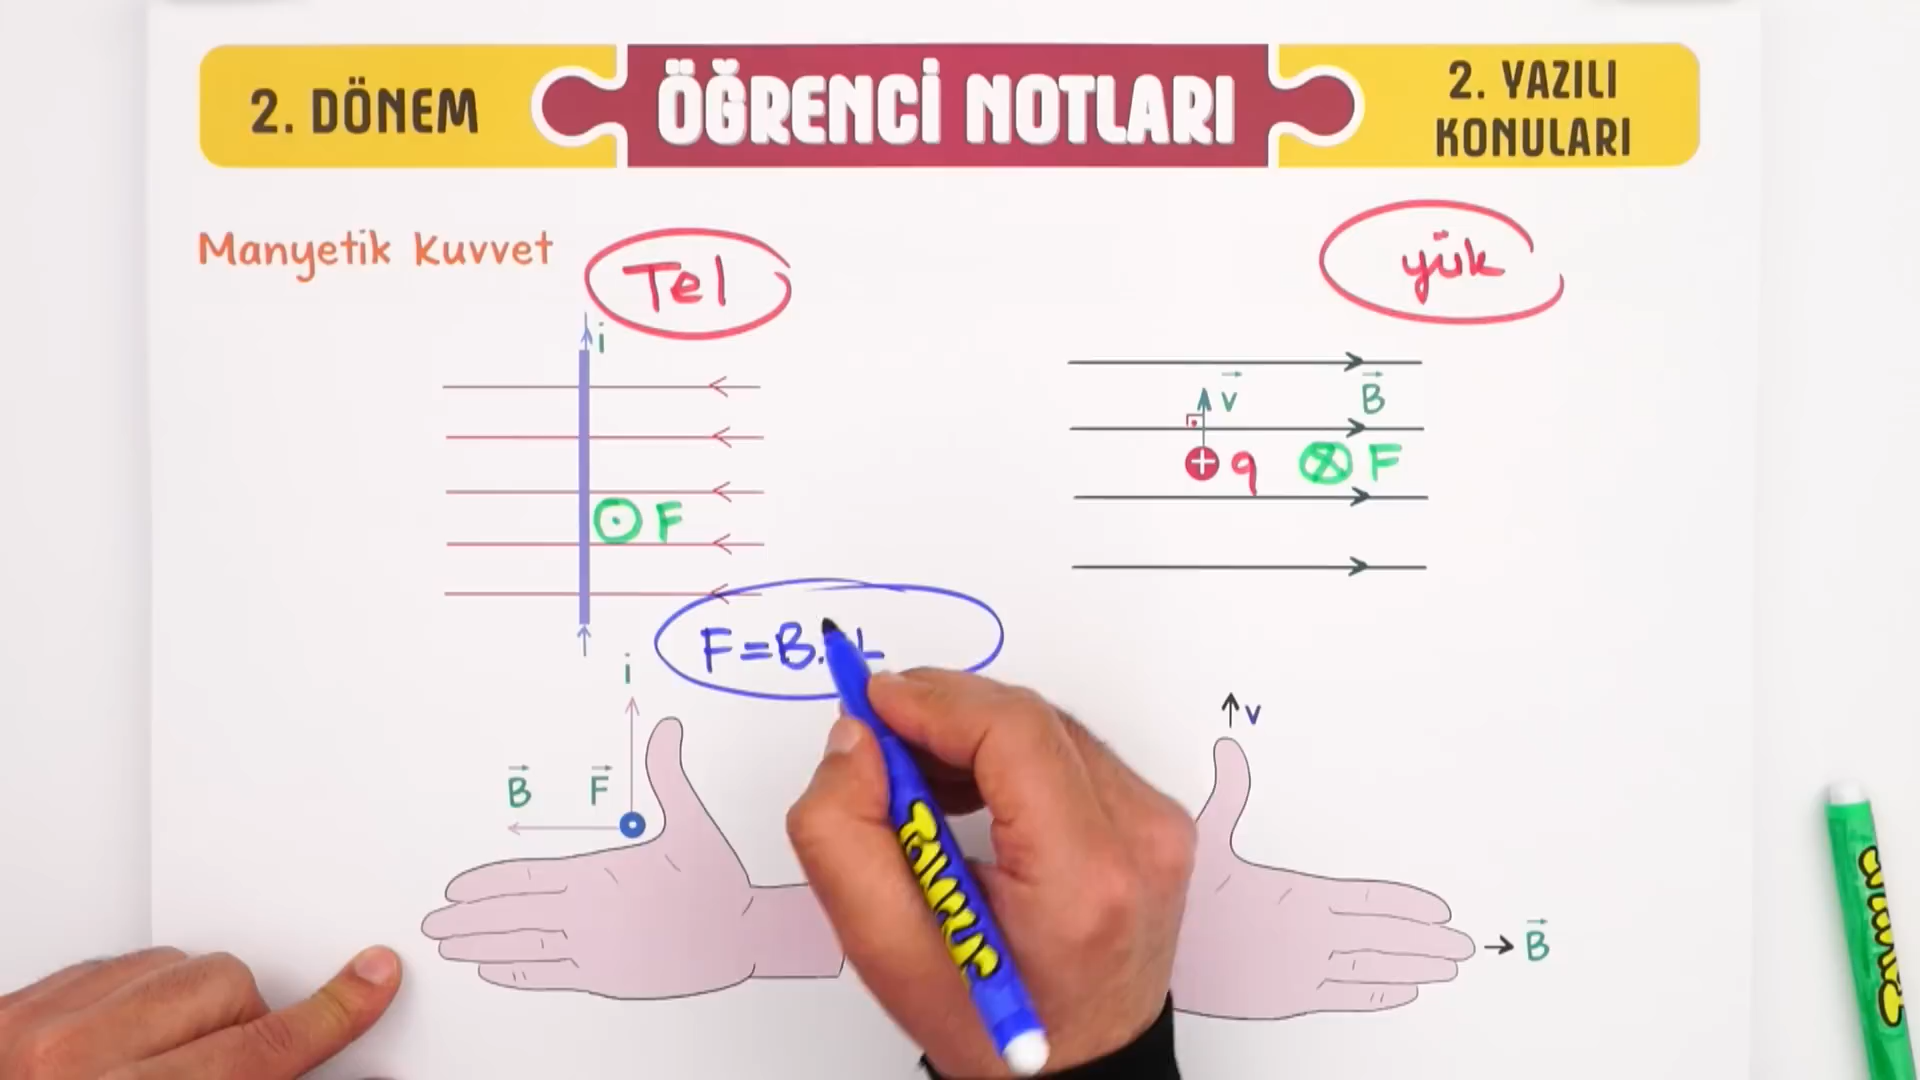 2. DÖNEM
ÖĞRENCİ NOTLARI
2. YAZILI
KONULARI
Manyetik Kuvvet
Tel
yük
i
v
B
q
F
F
F=B.
L
i
B
F
v
B